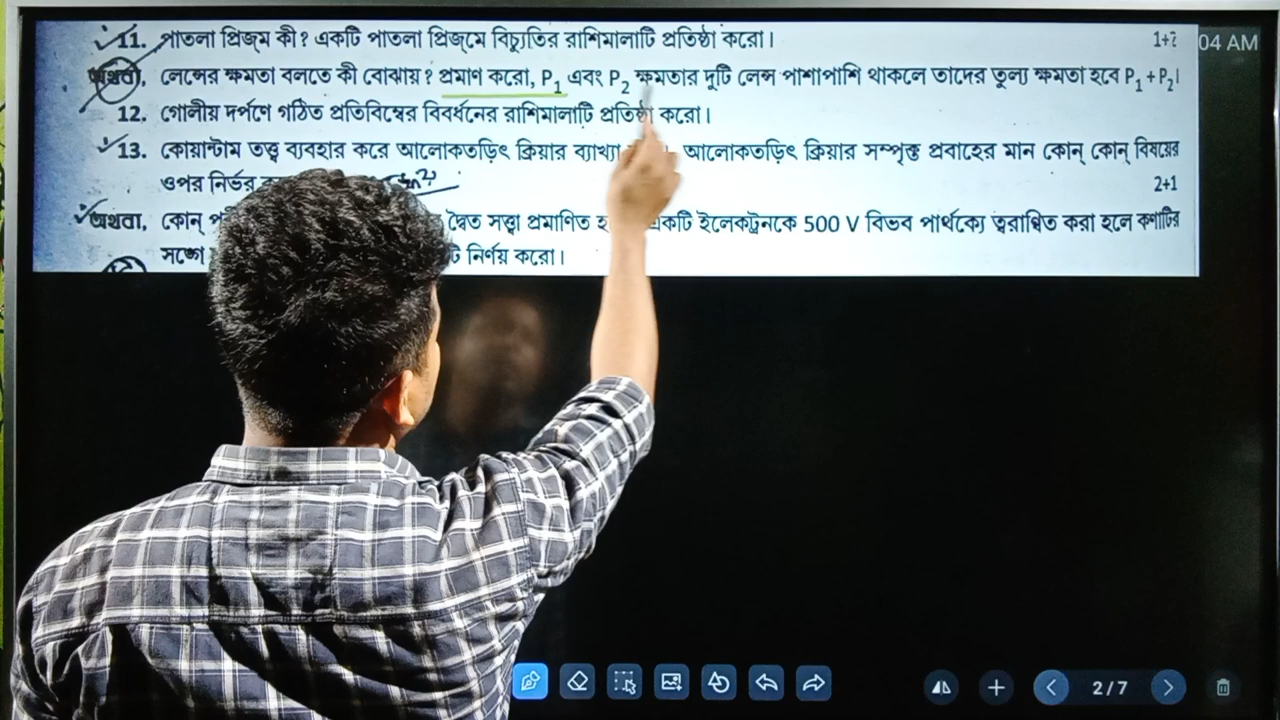 11. পাতলা প্রিজ্‌ম কী? একটি পাতলা প্রিজ্‌মে বিচ্যুতির রাশিমালাটি প্রতিষ্ঠা করো। 1+2
04 AM
অথবা, লেন্সের ক্ষমতা বলতে কী বোঝায়? প্রমাণ করো, P₁ এবং P₂ ক্ষমতার দুটি লেন্স পাশাপাশি থাকলে তাদের তুল্য ক্ষমতা হবে P₁+P₂।
12. গোলীয় দর্পণে গঠিত প্রতিবিম্বের বিবর্ধনের রাশিমালাটি প্রতিষ্ঠা করো।
13. কোয়ান্টাম তত্ত্ব ব্যবহার করে আলোকতড়িৎ ক্রিয়ার ব্যাখ্যা । আলোকতড়িৎ ক্রিয়ার সম্পৃক্ত প্রবাহের মান কোন্ কোন্ বিষয়ের
ওপর নির্ভর 2+1
অথবা, কোন্ দ্বৈত সত্ত্বা প্রমাণিত একটি ইলেকট্রনকে 500 V বিভব পার্থক্যে ত্বরান্বিত করা হলে কণাটির
সঙ্গে নির্ণয় করো।
2/7